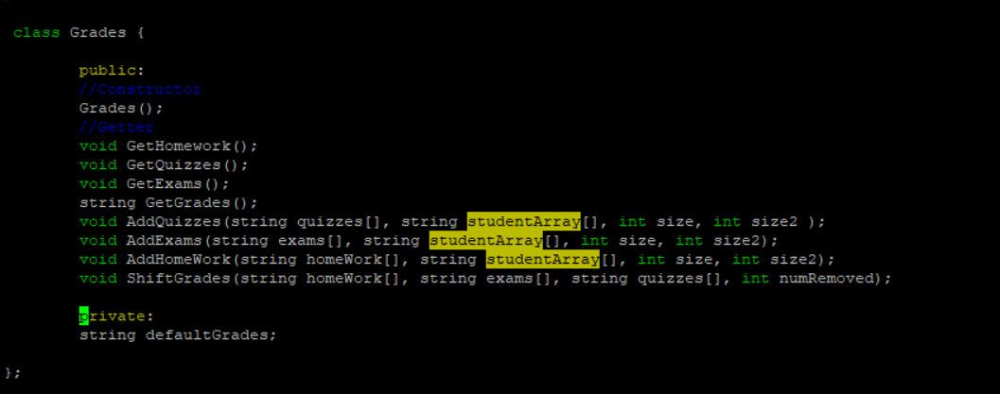 class Grades {
public:
//Constructor
Grades();
//Getter
void GetHomework();
void GetQuizzes();
void GetExams();
string GetGrades();
void AddQuizzes(string quizzes[], string studentArray[], int size, int size2 );
void AddExams(string exams[], string studentArray[], int size, int size2);
void AddHomeWork(string homeWork[], string studentArray[], int size, int size2);
void ShiftGrades(string homeWork[], string exams[], string quizzes[], int numRemoved);
private:
string defaultGrades;
};